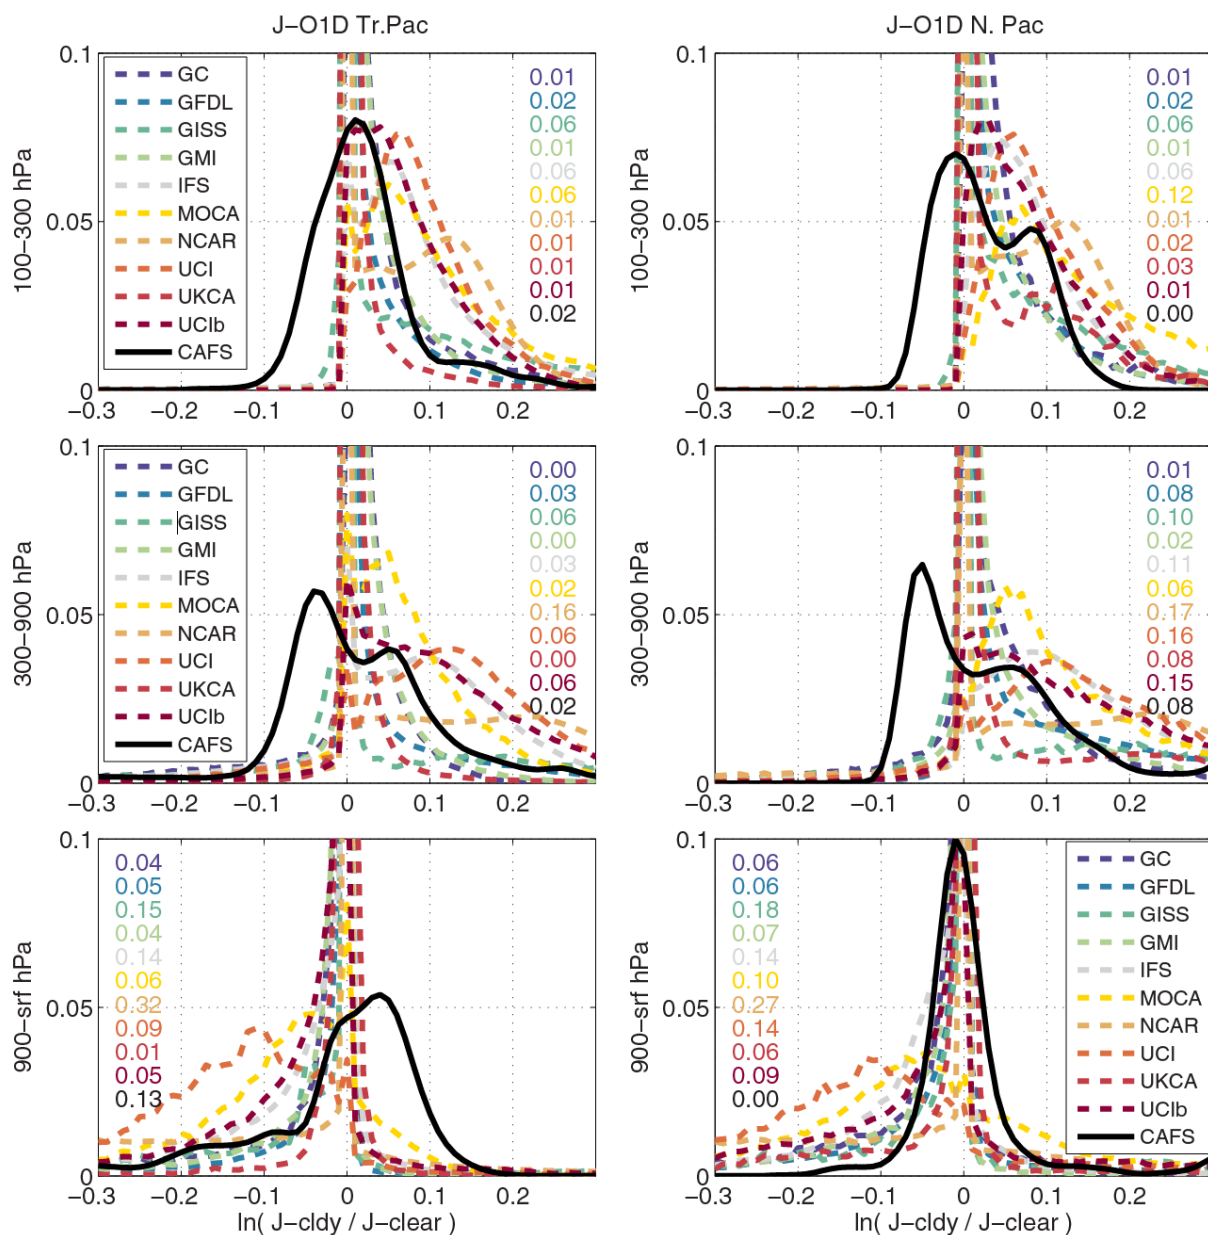 J−O1D Tr.Pac
J−O1D N. Pac
100−300 hPa
0.1
0.05
0
GC
GFDL
GISS
GMI
IFS
MOCA
NCAR
UCI
UKCA
UCIb
CAFS
0.01
0.02
0.06
0.01
0.06
0.06
0.01
0.01
0.01
0.01
0.02
−0.3
−0.2
−0.1
0
0.1
0.2
100−300 hPa
0.1
0.05
0
0.01
0.02
0.06
0.01
0.06
0.12
0.01
0.02
0.03
0.01
0.00
−0.3
−0.2
−0.1
0
0.1
0.2
300−900 hPa
0.1
0.05
0
GC
GFDL
GISS
GMI
IFS
MOCA
NCAR
UCI
UKCA
UCIb
CAFS
0.00
0.03
0.06
0.00
0.03
0.02
0.16
0.06
0.00
0.06
0.02
−0.3
−0.2
−0.1
0
0.1
0.2
300−900 hPa
0.1
0.05
0
0.01
0.08
0.10
0.02
0.11
0.06
0.17
0.16
0.08
0.15
0.08
−0.3
−0.2
−0.1
0
0.1
0.2
900−srf hPa
0.1
0.05
0
0.04
0.05
0.15
0.04
0.14
0.06
0.32
0.09
0.01
0.05
0.13
−0.3
−0.2
−0.1
0
0.1
0.2
ln( J−cldy / J−clear )
900−srf hPa
0.1
0.05
0
0.06
0.06
0.18
0.07
0.14
0.10
0.27
0.14
0.06
0.09
0.00
GC
GFDL
GISS
GMI
IFS
MOCA
NCAR
UCI
UKCA
UCIb
CAFS
−0.3
−0.2
−0.1
0
0.1
0.2
ln( J−cldy / J−clear )